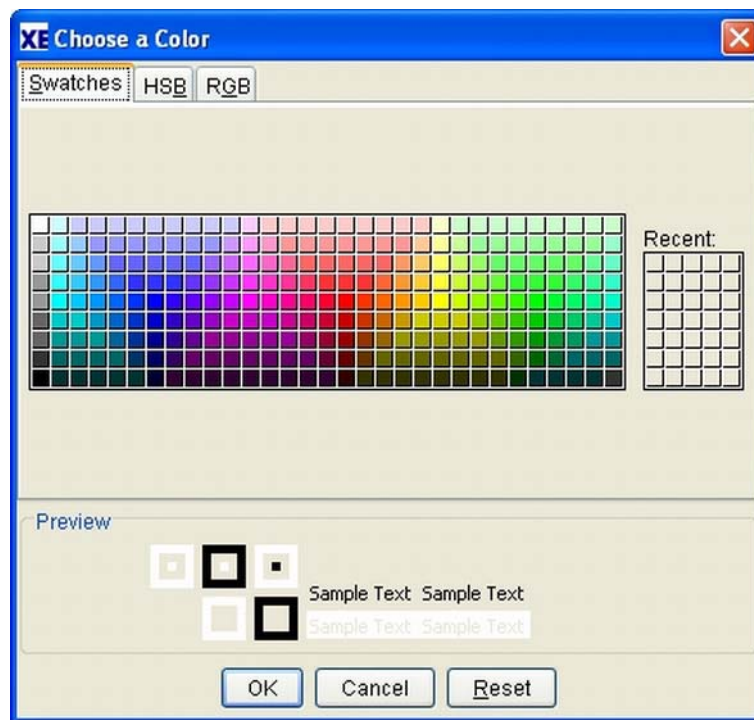 XE Choose a Color
Swatches HSB RGB
Recent:
Preview
Sample Text Sample Text
Sample Text Sample Text
OK Cancel Reset